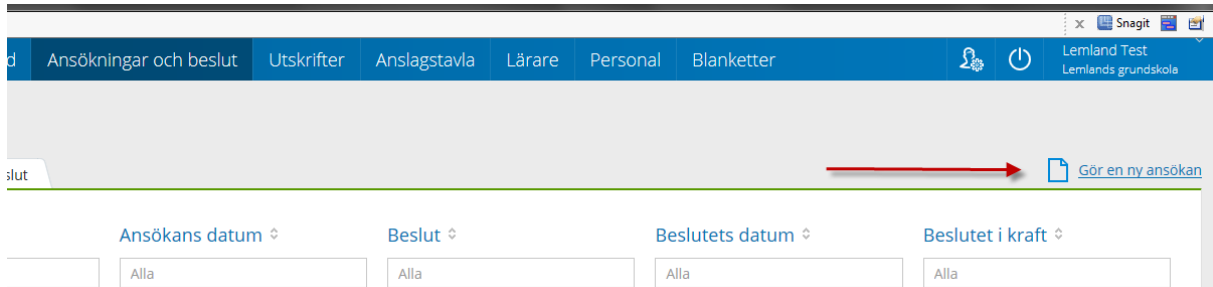 x Snagit
d Ansökningar och beslut Utskrifter Anslagstavla Lärare Personal Blanketter Lemland Test
Lemlands grundskola
slut Gör en ny ansökan
Ansökans datum Beslut Beslutets datum Beslutet i kraft
Alla Alla Alla Alla